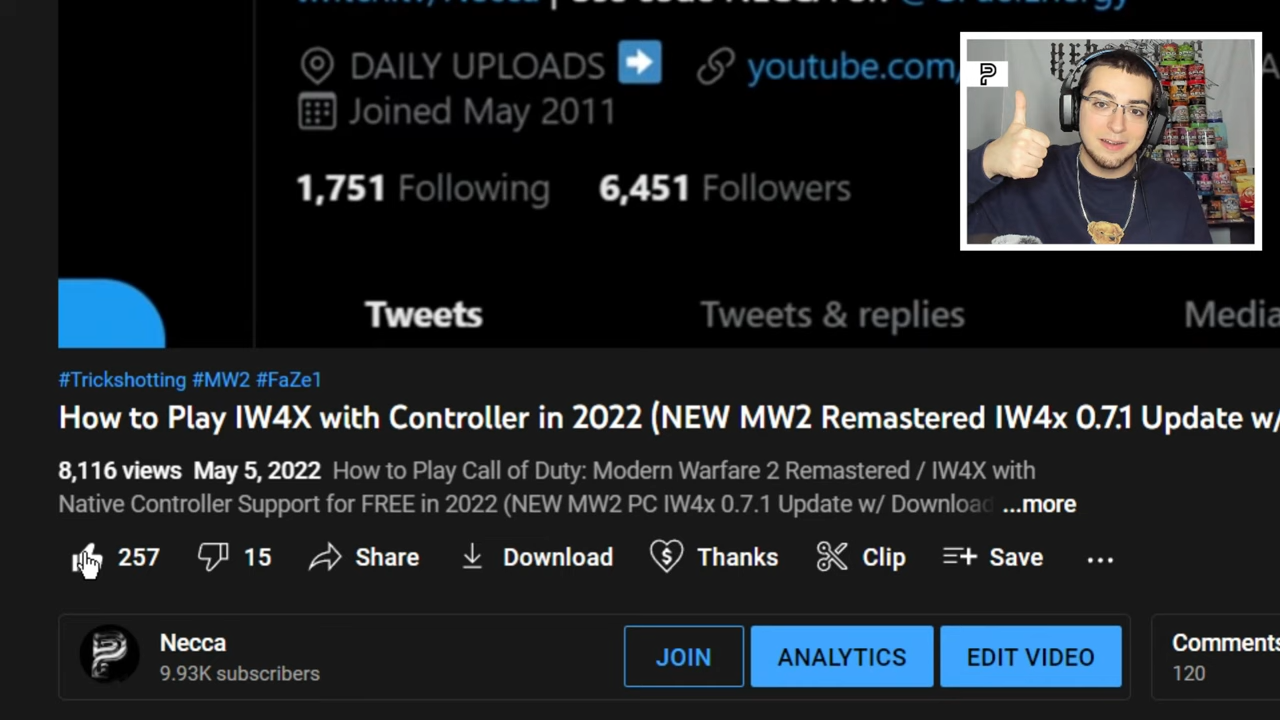 DAILY UPLOADS
youtube.com/
Joined May 2011
1,751 Following 6,451 Followers
Tweets Tweets & replies Media
#Trickshotting #MW2 #FaZe1
How to Play IW4X with Controller in 2022 (NEW MW2 Remastered IW4x 0.7.1 Update w/
8,116 views May 5, 2022 How to Play Call of Duty: Modern Warfare 2 Remastered / IW4X with
Native Controller Support for FREE in 2022 (NEW MW2 PC IW4x 0.7.1 Update w/ Download ...more
257 15 Share Download Thanks Clip Save
Necca
9.93K subscribers
JOIN ANALYTICS EDIT VIDEO
Comments
120